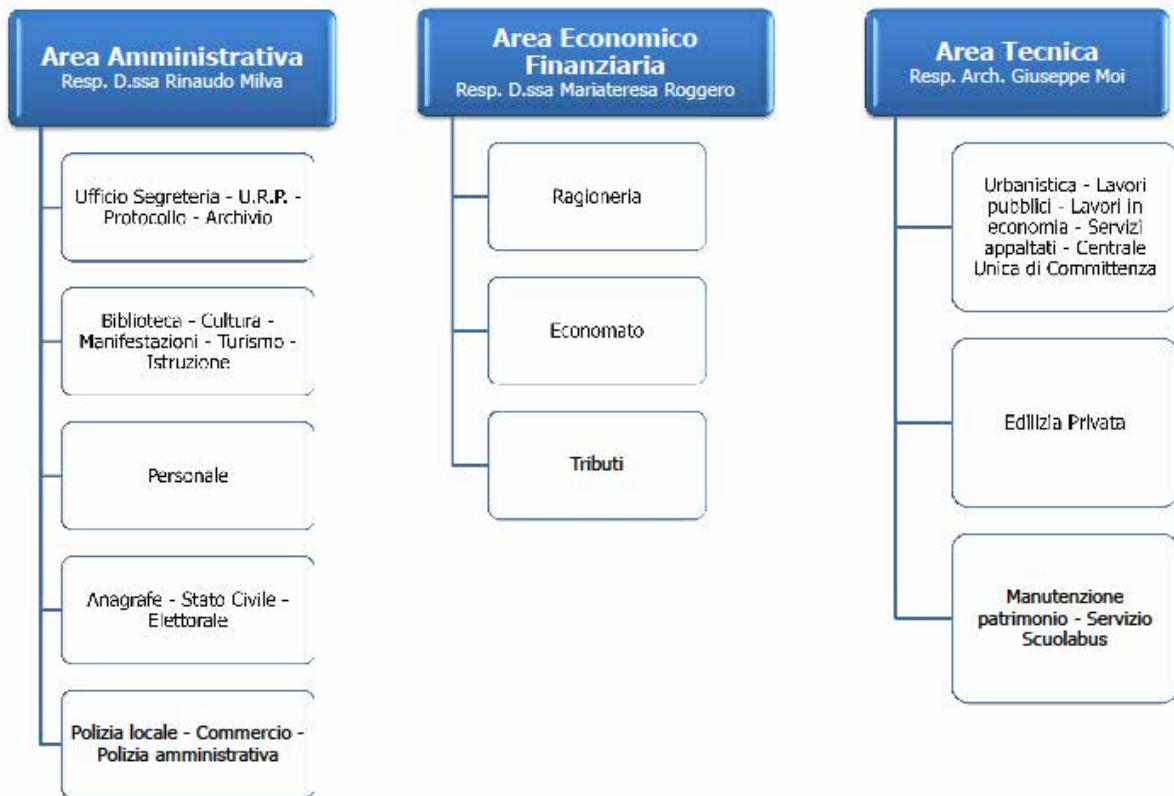 Area Amministrativa
Resp. D.ssa Rinaudo Milva
Ufficio Segreteria - U.R.P. -
Protocollo - Archivio
Biblioteca - Cultura -
Manifestazioni - Turismo -
Istruzione
Personale
Anagrafe - Stato Civile -
Elettorale
Polizia locale - Commercio -
Polizia amministrativa
Area Economico
Finanziaria
Resp. D.ssa Mariateresa Roggero
Ragioneria
Economato
Tributi
Area Tecnica
Resp. Arch. Giuseppe Moi
Urbanistica - Lavori
pubblici - Lavori in
economia - Servizi
appaltati - Centrale
Unica di Committenza
Edilizia Privata
Manutenzione
patrimonio - Servizio
Scuolabus